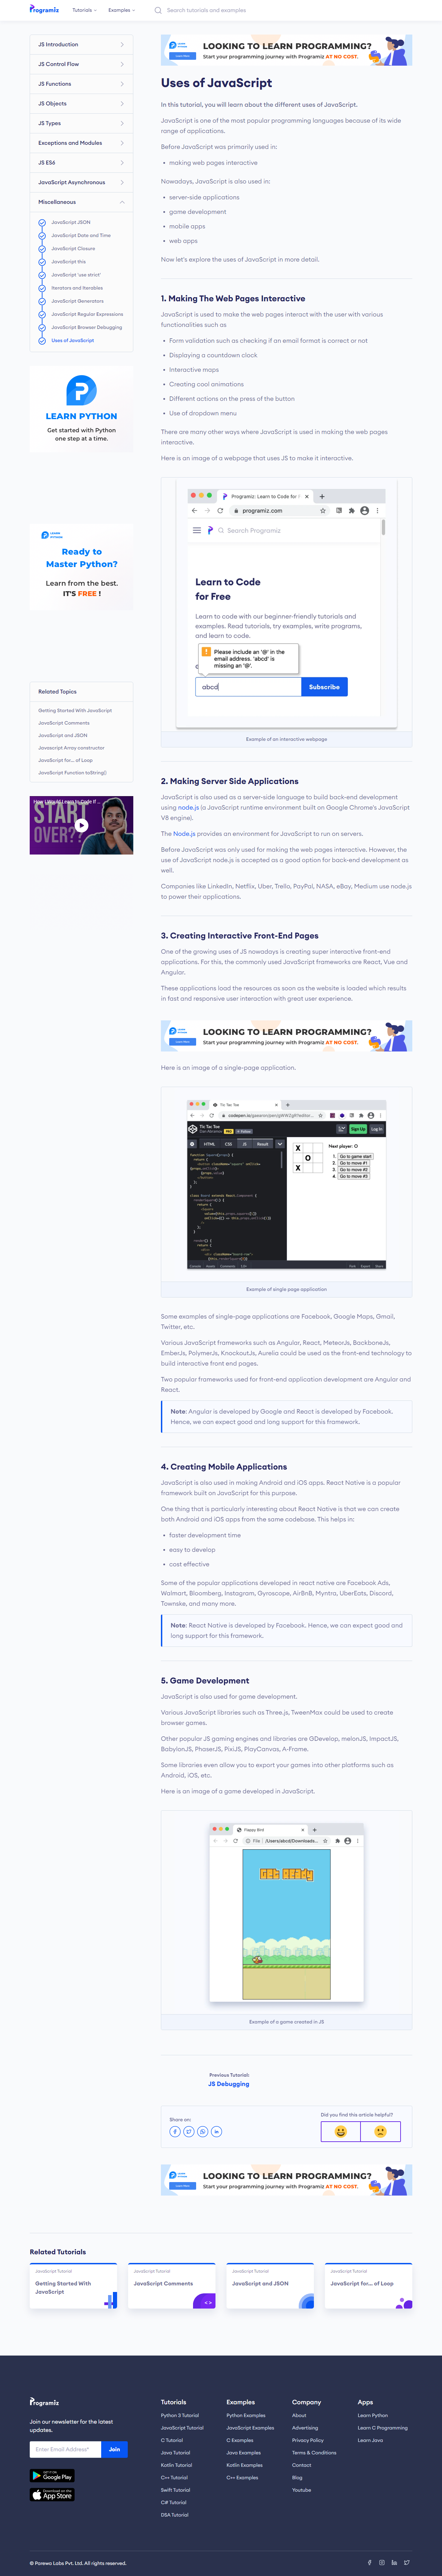 Programiz
Tutorials
Examples
Search tutorials and examples
JS Introduction
JS Control Flow
JS Functions
JS Objects
JS Types
Exceptions and Modules
JS ES6
JavaScript Asynchronous
Miscellaneous
JavaScript JSON
JavaScript Date and Time
JavaScript Closure
JavaScript this
JavaScript 'use strict'
Iterators and Iterables
JavaScript Generators
JavaScript Regular Expressions
JavaScript Browser Debugging
Uses of JavaScript
LEARN PYTHON
Get started with Python
one step at a time.
LEARN
PYTHON
Ready to
Master Python?
Learn from the best.
IT'S FREE !
Related Topics
Getting Started With JavaScript
JavaScript Comments
JavaScript and JSON
Javascript Array constructor
JavaScript for... of Loop
JavaScript Function toString()
LOOKING TO LEARN PROGRAMMING?
Start your programming journey with Programiz AT NO COST.
Uses of JavaScript
In this tutorial, you will learn about the different uses of JavaScript.
JavaScript is one of the most popular programming languages because of its wide
range of applications.
Before JavaScript was primarily used in:
• making web pages interactive
Nowadays, JavaScript is also used in:
• server-side applications
• game development
• mobile apps
• web apps
Now let's explore the uses of JavaScript in more detail.
1. Making The Web Pages Interactive
JavaScript is used to make the web pages interact with the user with various
functionalities such as
• Form validation such as checking if an email format is correct or not
• Displaying a countdown clock
• Interactive maps
• Creating cool animations
• Different actions on the press of the button
• Use of dropdown menu
There are many other ways where JavaScript is used in making the web pages
interactive.
Here is an image of a webpage that uses JS to make it interactive.
Programiz: Learn to Code for F
programiz.com
Search Programiz
Learn to Code
for Free
Learn to code with our beginner-friendly tutorials and
examples. Read tutorials, try examples, write programs,
and learn to code.
Please include an '@' in the
email address. 'abcd' is
missing an '@'.
abcd
Subscribe
Example of an interactive webpage
2. Making Server Side Applications
JavaScript is also used as a server-side language to build back-end development
using node.js (a JavaScript runtime environment built on Google Chrome's JavaScript
V8 engine).
The Node.js provides an environment for JavaScript to run on servers.
Before JavaScript was only used for making the web pages interactive. However, the
use of JavaScript node.js is accepted as a good option for back-end development as
well.
Companies like LinkedIn, Netflix, Uber, Trello, PayPal, NASA, eBay, Medium use node.js
to power their applications.
3. Creating Interactive Front-End Pages
One of the growing uses of JS nowadays is creating super interactive front-end
applications. For this, the commonly used JavaScript frameworks are React, Vue and
Angular.
These applications load the resources as soon as the website is loaded which results
in fast and responsive user interaction with great user experience.
LOOKING TO LEARN PROGRAMMING?
Start your programming journey with Programiz AT NO COST.
Here is an image of a single-page application.
Tic Tac Toe
Tic Tac Toe
Sign Up
Log In
HTML
CSS
JS
Result
X
O
X
Next player: O
1. Go to game start
2. Go to move #1
3. Go to move #2
4. Go to move #3
Example of single page application
Some examples of single-page applications are Facebook, Google Maps, Gmail,
Twitter, etc.
Various JavaScript frameworks such as Angular, React, MeteorJs, BackboneJs,
EmberJs, PolymerJs, KnockoutJs, Aurelia could be used as the front-end technology to
build interactive front end pages.
Two popular frameworks used for front-end application development are Angular and
React.
Note: Angular is developed by Google and React is developed by Facebook.
Hence, we can expect good and long support for this framework.
4. Creating Mobile Applications
JavaScript is also used in making Android and iOS apps. React Native is a popular
framework built on JavaScript for this purpose.
One thing that is particularly interesting about React Native is that we can create
both Android and iOS apps from the same codebase. This helps in:
• faster development time
• easy to develop
• cost effective
Some of the popular applications developed in react native are Facebook Ads,
Walmart, Bloomberg, Instagram, Gyroscope, AirBnB, Myntra, UberEats, Discord,
Townske, and many more.
Note: React Native is developed by Facebook. Hence, we can expect good and
long support for this framework.
5. Game Development
JavaScript is also used for game development.
Various JavaScript libraries such as Three.js, TweenMax could be used to create
browser games.
Other popular JS gaming engines and libraries are GDevelop, melonJS, ImpactJS,
BabylonJS, PhaserJS, PixiJS, PlayCanvas, A-Frame.
Some libraries even allow you to export your games into other platforms such as
Android, iOS, etc.
Here is an image of a game developed in JavaScript.
Flappy Bird
File
/Users/abcd/Downloads...
Get Ready
Example of a game created in JS
Previous Tutorial:
JS Debugging
Share on:
Did you find this article helpful?
LOOKING TO LEARN PROGRAMMING?
Start your programming journey with Programiz AT NO COST.
Related Tutorials
JavaScript Tutorial
Getting Started With
JavaScript
JavaScript Tutorial
JavaScript Comments
JavaScript Tutorial
JavaScript and JSON
JavaScript Tutorial
JavaScript for... of Loop
Programiz
Join our newsletter for the latest
updates.
Enter Email Address*
Join
GET IT ON
Google Play
Download on the
App Store
Tutorials
Python 3 Tutorial
JavaScript Tutorial
C Tutorial
Java Tutorial
Kotlin Tutorial
C++ Tutorial
Swift Tutorial
C# Tutorial
DSA Tutorial
Examples
Python Examples
JavaScript Examples
C Examples
Java Examples
Kotlin Examples
C++ Examples
Company
About
Advertising
Privacy Policy
Terms & Conditions
Contact
Blog
Youtube
Apps
Learn Python
Learn C Programming
Learn Java
© Parewa Labs Pvt. Ltd. All rights reserved.